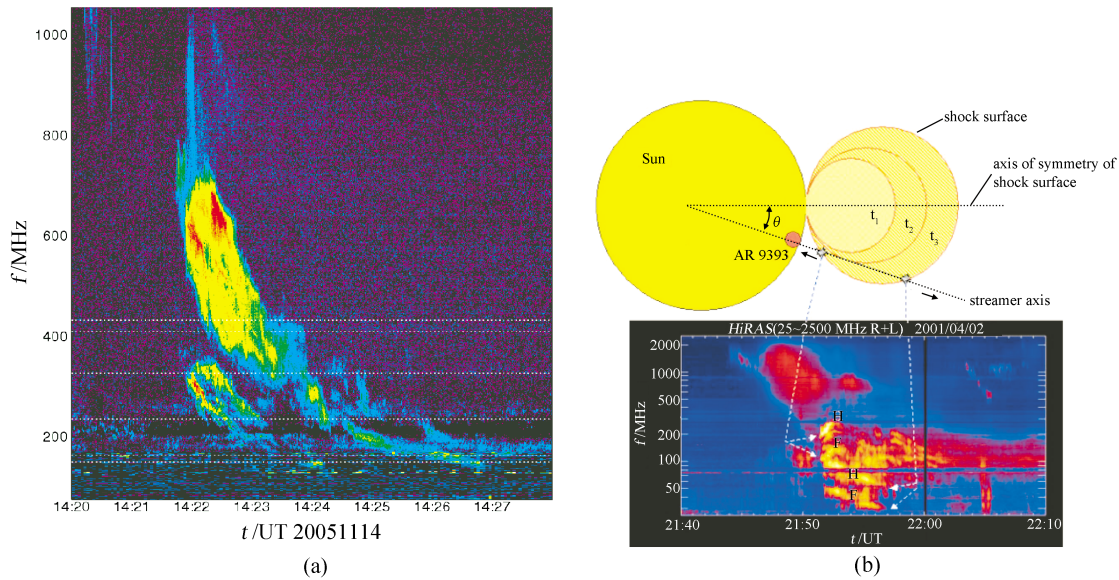 1000
800
600
400
200
f/MHz
14:20
14:21
14:22
14:23
14:24
14:25
14:26
14:27
t/UT 20051114
(a)
Sun
shock surface
axis of symmetry of
shock surface
θ
t1
t2
t3
AR 9393
streamer axis
HiRAS(25~2500 MHz R+L) 2001/04/02
2000
1000
500
200
100
50
f/MHz
H
F
H
F
21:40
21:50
22:00
22:10
t/UT
(b)